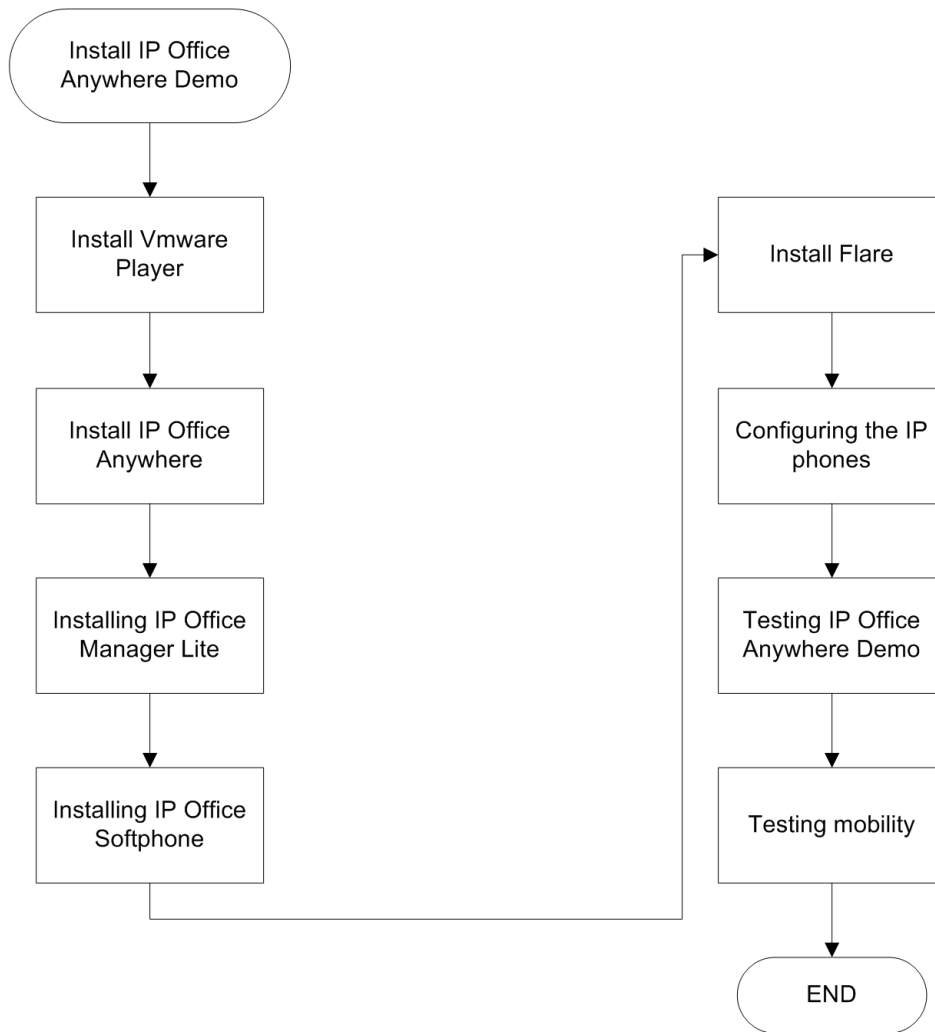 Install IP Office
Anywhere Demo
Install Vmware
Player
Install IP Office
Anywhere
Installing IP Office
Manager Lite
Installing IP Office
Softphone
Install Flare
Configuring the IP
phones
Testing IP Office
Anywhere Demo
Testing mobility
END